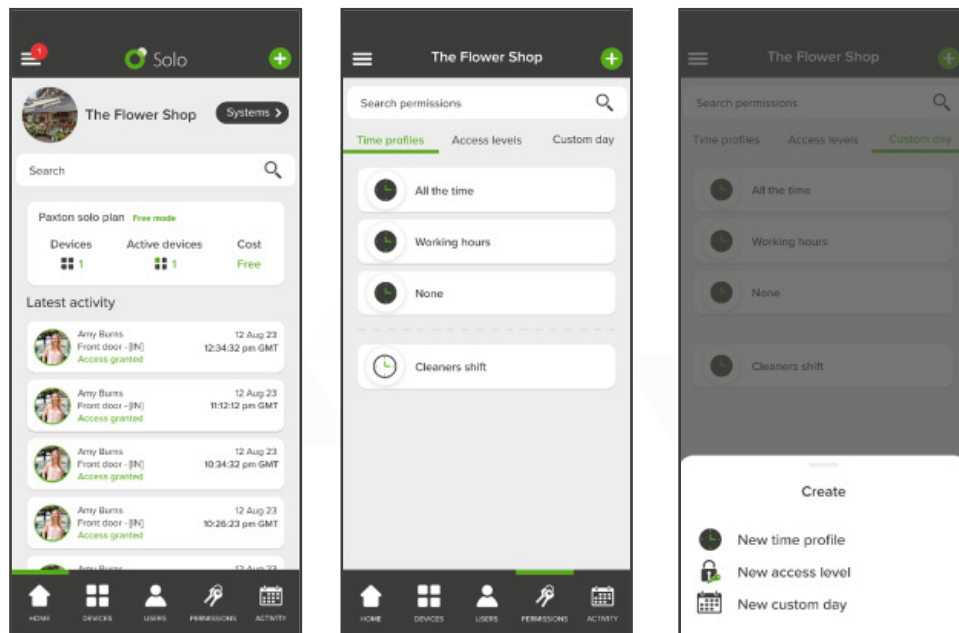 1
Solo
The Flower Shop
Systems
Search
Paxton solo plan Free mode
Devices Active devices Cost
1 1 Free
Latest activity
Amy Burns 12 Aug 23
Front door - [IN] 12:34:32 pm GMT
Access granted
Amy Burns 12 Aug 23
Front door - [IN] 11:12:12 pm GMT
Access granted
Amy Burns 12 Aug 23
Front door - [IN] 10:34:32 pm GMT
Access granted
Amy Burns 12 Aug 23
Front door - [IN] 10:26:23 pm GMT
Access granted
Amy Burns 12 Aug 23
HOME DEVICES USERS PERMISSIONS ACTIVITY
The Flower Shop
Search permissions
Time profiles Access levels Custom day
All the time
Working hours
None
Cleaners shift
HOME DEVICES USERS PERMISSIONS ACTIVITY
The Flower Shop
Search permissions
Time profiles Access levels Custom day
All the time
Working hours
None
Cleaners shift
Create
New time profile
New access level
New custom day